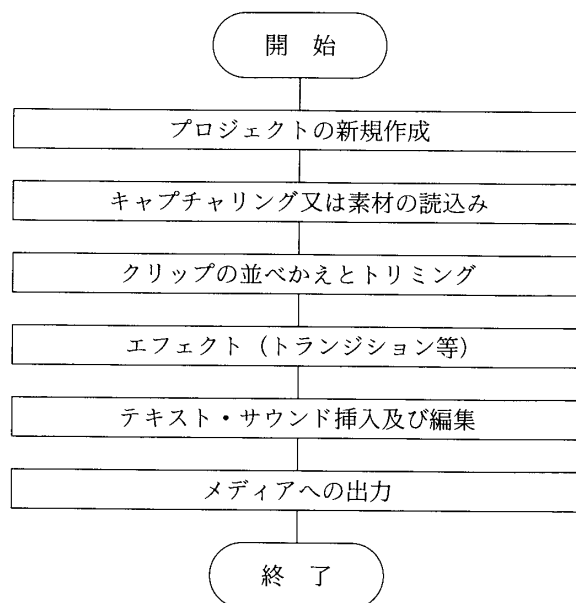 開 始
プロジェクトの新規作成
キャプチャリング又は素材の読込み
クリップの並べかえとトリミング
エフェクト（トランジション等）
テキスト・サウンド挿入及び編集
メディアへの出力
終 了